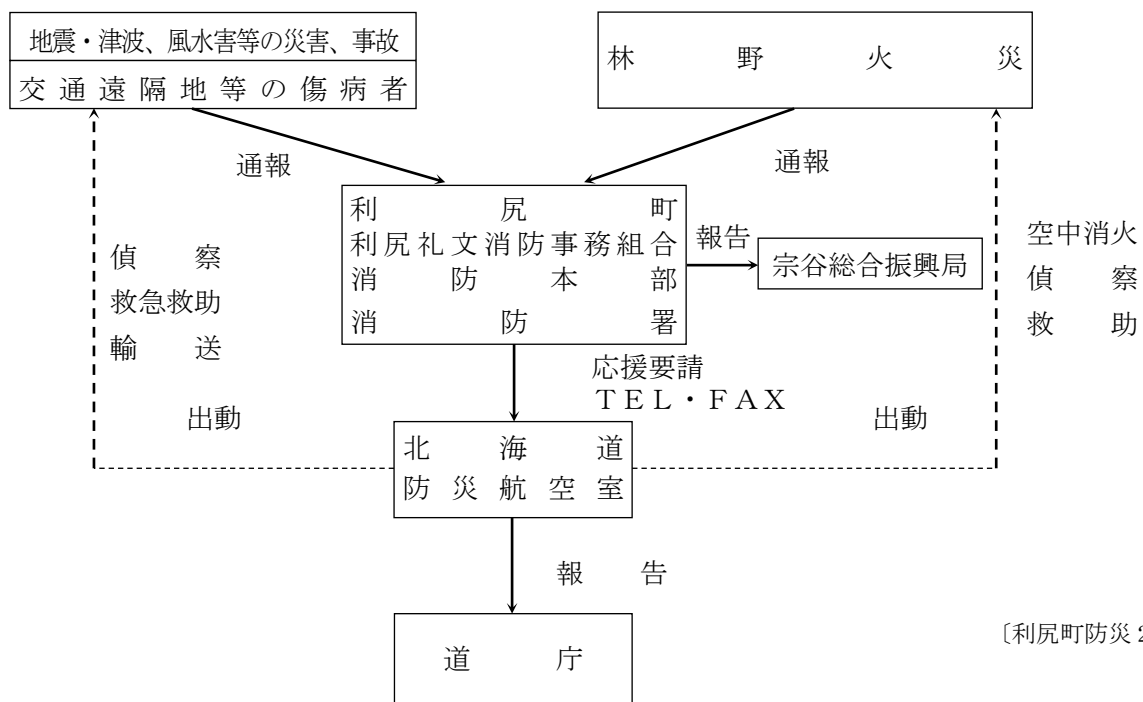 地震・津波、風水害等の災害、事故
交通遠隔地等の傷病者
林野火災
通報
通報
利尻町
利尻礼文消防事務組合
消防本部
消防署
報告
宗谷総合振興局
偵察
救急救助
輸送
空中消火
偵察
救助
応援要請
ＴＥＬ・ＦＡＸ
出動
出動
北海道
防災航空室
報告
道庁
〔利尻町防災